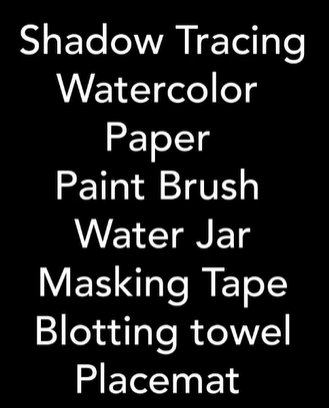 Shadow Tracing
Watercolor
Paper
Paint Brush
Water Jar
Masking Tape
Blotting towel
Placemat